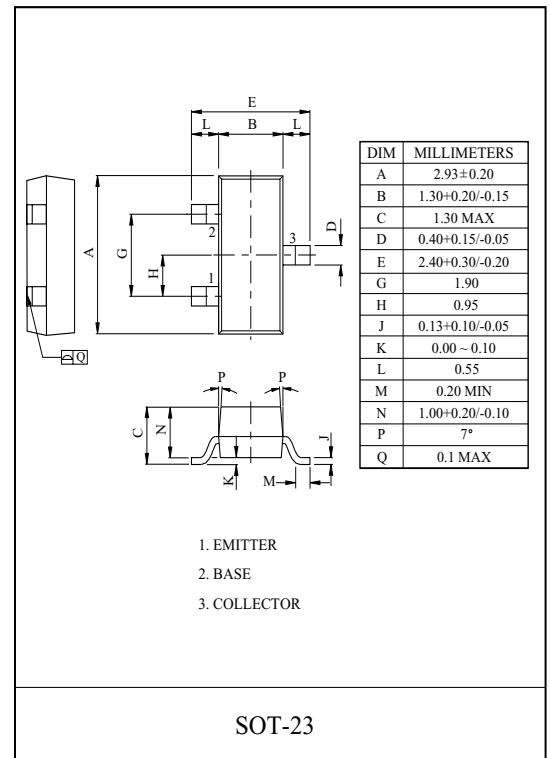 E
L B L
A
G
H
2
1
3
D
D Q
P P
C
N
K
M
J
DIM MILLIMETERS
A 2.93±0.20
B 1.30+0.20/-0.15
C 1.30 MAX
D 0.40+0.15/-0.05
E 2.40+0.30/-0.20
G 1.90
H 0.95
J 0.13+0.10/-0.05
K 0.00 ~ 0.10
L 0.55
M 0.20 MIN
N 1.00+0.20/-0.10
P 7°
Q 0.1 MAX
1. EMITTER
2. BASE
3. COLLECTOR
SOT-23